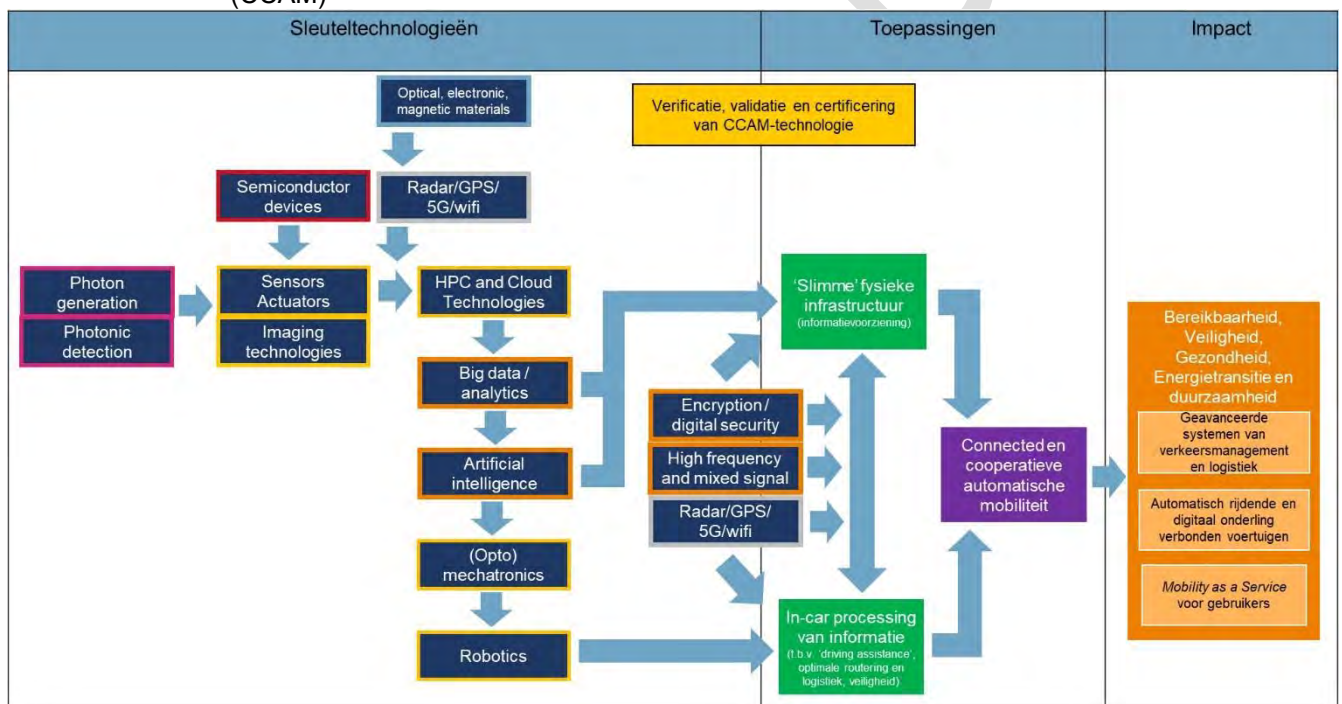 (CCAM)
Sleuteltechnologieën
Toepassingen
Impact
Optical, electronic,
magnetic materials
Verificatie, validatie en certificering
van CCAM-technologie
Semiconductor
devices
Radar/GPS/
5G/wifi
Photon
generation
Photonic
detection
Sensors
Actuators
Imaging
technologies
HPC and Cloud
Technologies
Big data /
analytics
Artificial
intelligence
(Opto)
mechatronics
Robotics
Encryption /
digital security
High frequency
and mixed signal
Radar/GPS/
5G/wifi
‘Slimme’ fysieke
infrastructuur
(informatievoorziening)
In-car processing
van informatie
(t.b.v. ‘driving assistance’,
optimale routering en
logistiek, veiligheid)
Connected en
cooperatieve
automatische
mobiliteit
Bereikbaarheid,
Veiligheid,
Gezondheid,
Energietransitie en
duurzaamheid
Geavanceerde
systemen van
verkeersmanagement
en logistiek
Automatisch rijdende en
digitaal onderling
verbonden voertuigen
Mobility as a Service
voor gebruikers